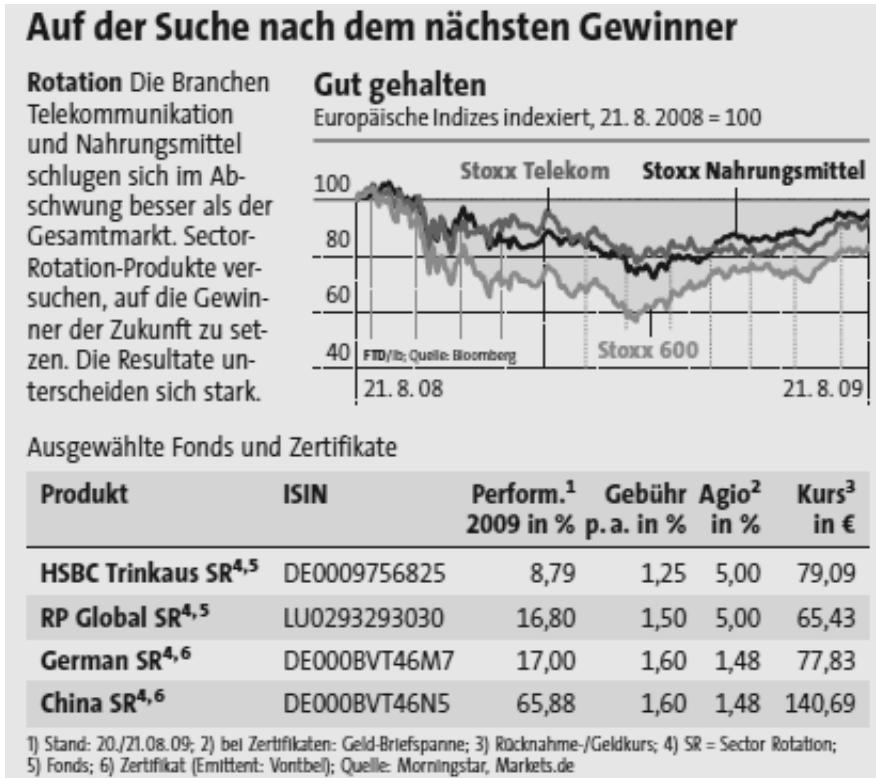 Auf der Suche nach dem nächsten Gewinner
Rotation Die Branchen
Telekommunikation
und Nahrungsmittel
schlugen sich im Ab-
schwung besser als der
Gesamtmarkt. Sector-
Rotation-Produkte ver-
suchen, auf die Gewin-
ner der Zukunft zu set-
zen. Die Resultate un-
terscheiden sich stark.
Gut gehalten
Europäische Indizes indexiert, 21. 8. 2008 = 100
Stoxx Telekom Stoxx Nahrungsmittel
100
80
60
40
Stoxx 600
FTD/lb; Quelle: Bloomberg
21. 8. 08 21. 8. 09
Ausgewählte Fonds und Zertifikate
Produkt ISIN Perform.¹ Gebühr Agio² Kurs³
2009 in % p. a. in % in % in €
HSBC Trinkaus SR⁴,⁵ DE0009756825 8,79 1,25 5,00 79,09
RP Global SR⁴,⁵ LU0293293030 16,80 1,50 5,00 65,43
German SR⁴,⁶ DE000BVT46M7 17,00 1,60 1,48 77,83
China SR⁴,⁶ DE000BVT46N5 65,88 1,60 1,48 140,69
1) Stand: 20./21.08.09; 2) bei Zertifikaten: Geld-Briefspanne; 3) Rücknahme-/Geldkurs; 4) SR = Sector Rotation;
5) Fonds; 6) Zertifikat (Emittent: Vontbel); Quelle: Morningstar, Markets.de